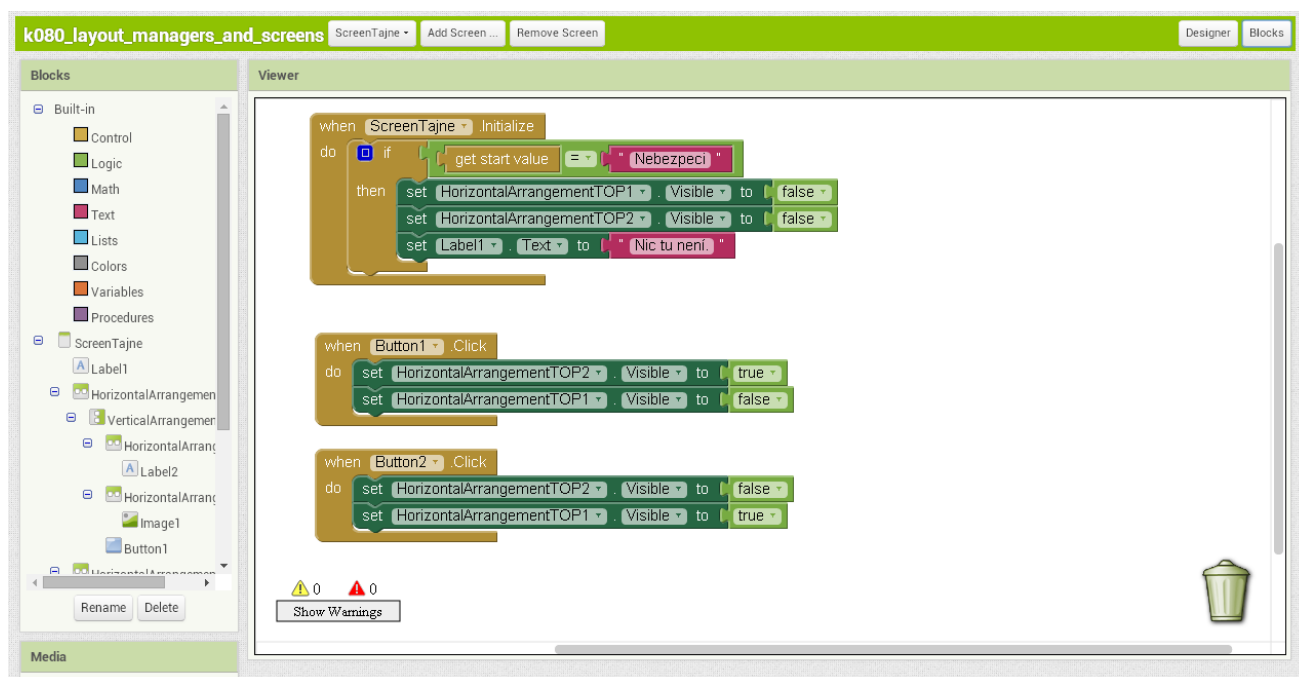 k080_layout_managers_and_screens ScreenTajne Add Screen ... Remove Screen Designer Blocks
Blocks
Built-in
Control
Logic
Math
Text
Lists
Colors
Variables
Procedures
ScreenTajne
Label1
HorizontalArrangemen
VerticalArrangemer
HorizontalArrang
Label2
HorizontalArrang
Image1
Button1
HorizontalArrangemen
Rename Delete
Media
Viewer
when ScreenTajne .Initialize
do if get start value = " Nebezpeci "
then set HorizontalArrangementTOP1 . Visible to false
set HorizontalArrangementTOP2 . Visible to false
set Label1 . Text to " Nic tu není. "
when Button1 .Click
do set HorizontalArrangementTOP2 . Visible to true
set HorizontalArrangementTOP1 . Visible to false
when Button2 .Click
do set HorizontalArrangementTOP2 . Visible to false
set HorizontalArrangementTOP1 . Visible to true
0 0
Show Warnings